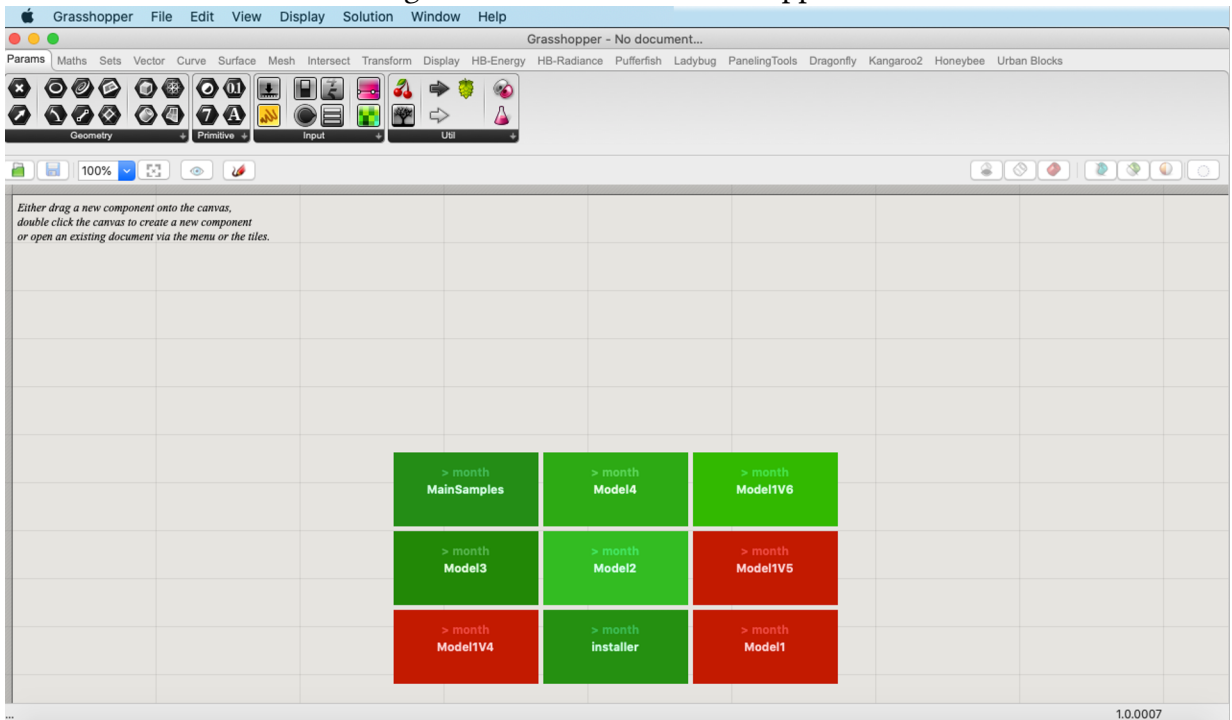 Grasshopper File Edit View Display Solution Window Help
Grasshopper - No document...
Params Maths Sets Vector Curve Surface Mesh Intersect Transform Display HB-Energy HB-Radiance Pufferfish Ladybug PanelingTools Dragonfly Kangaroo2 Honeybee Urban Blocks
0.1
7 A
Geometry Primitive Input Util
100%
Either drag a new component onto the canvas,
double click the canvas to create a new component
or open an existing document via the menu or the tiles.
> month > month > month
MainSamples Model4 Model1V6
> month > month > month
Model3 Model2 Model1V5
> month > month > month
Model1V4 installer Model1
... 1.0.0007